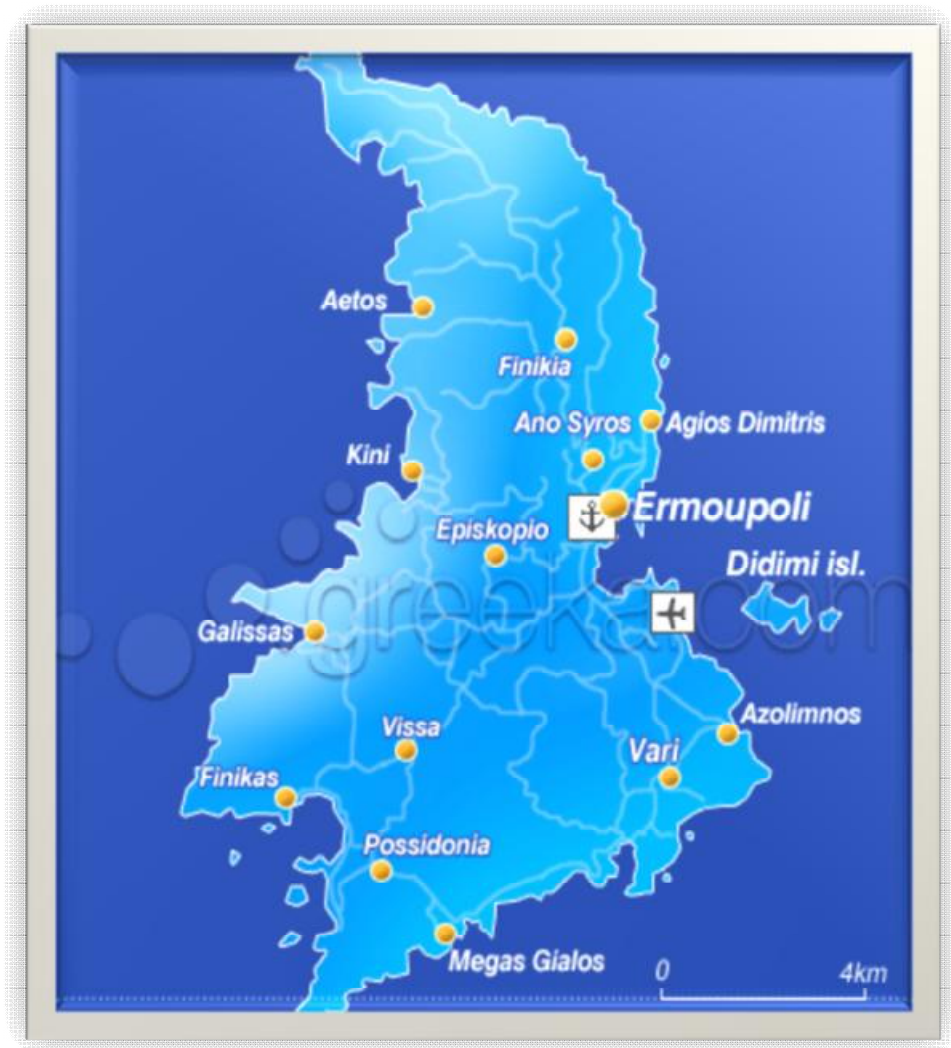 Aetos
Finikia
Ano Syros
Agios Dimitris
Kini
Ermoupoli
Episkopio
Didimi isl.
greeka.com
Galissas
Azolimnos
Vissa
Vari
Finikas
Possidonia
Megas Gialos
0 4km